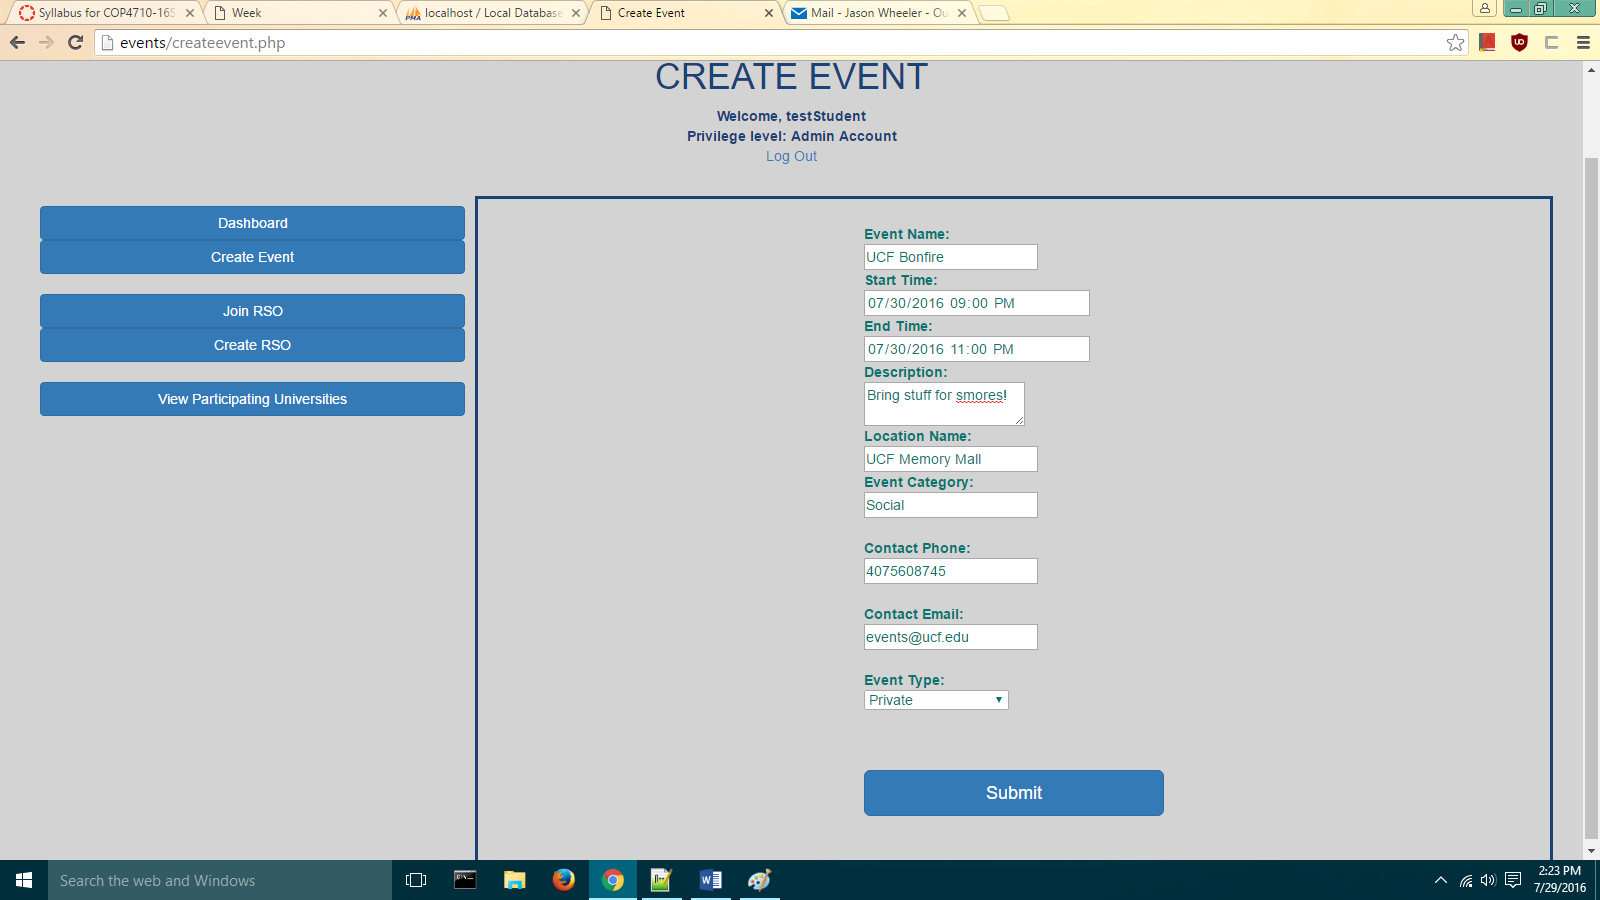 Syllabus for COP4710-16S
Week
localhost / Local Database
Create Event
Mail - Jason Wheeler - Ou
events/createevent.php
CREATE EVENT
Welcome, testStudent
Privilege level: Admin Account
Log Out
Dashboard
Create Event
Join RSO
Create RSO
View Participating Universities
Event Name:
UCF Bonfire
Start Time:
07/30/2016 09:00 PM
End Time:
07/30/2016 11:00 PM
Description:
Bring stuff for smores!
Location Name:
UCF Memory Mall
Event Category:
Social
Contact Phone:
4075608745
Contact Email:
events@ucf.edu
Event Type:
Private
Submit
Search the web and Windows
2:23 PM
7/29/2016